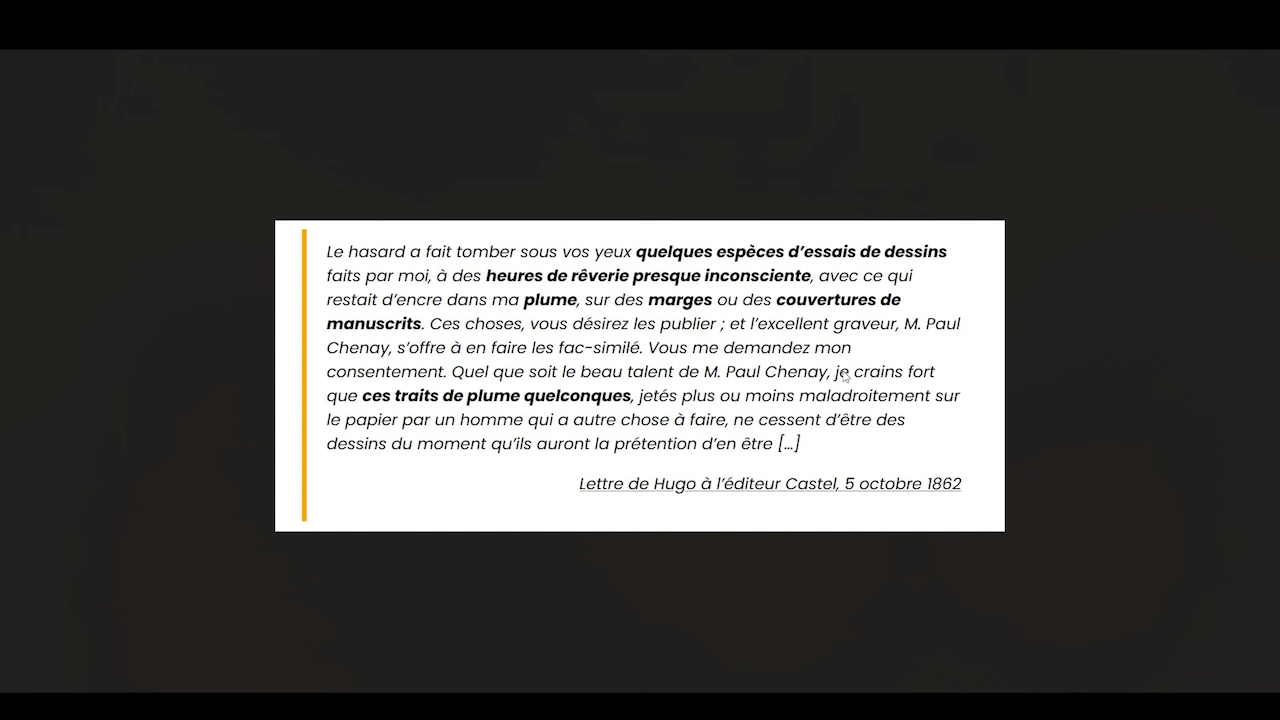 Le hasard a fait tomber sous vos yeux quelques espèces d’essais de dessins
faits par moi, à des heures de rêverie presque inconsciente, avec ce qui
restait d’encre dans ma plume, sur des marges ou des couvertures de
manuscrits. Ces choses, vous désirez les publier ; et l’excellent graveur, M. Paul
Chenay, s’offre à en faire les fac-similé. Vous me demandez mon
consentement. Quel que soit le beau talent de M. Paul Chenay, je crains fort
que ces traits de plume quelconques, jetés plus ou moins maladroitement sur
le papier par un homme qui a autre chose à faire, ne cessent d’être des
dessins du moment qu’ils auront la prétention d’en être [...]
Lettre de Hugo à l’éditeur Castel, 5 octobre 1862